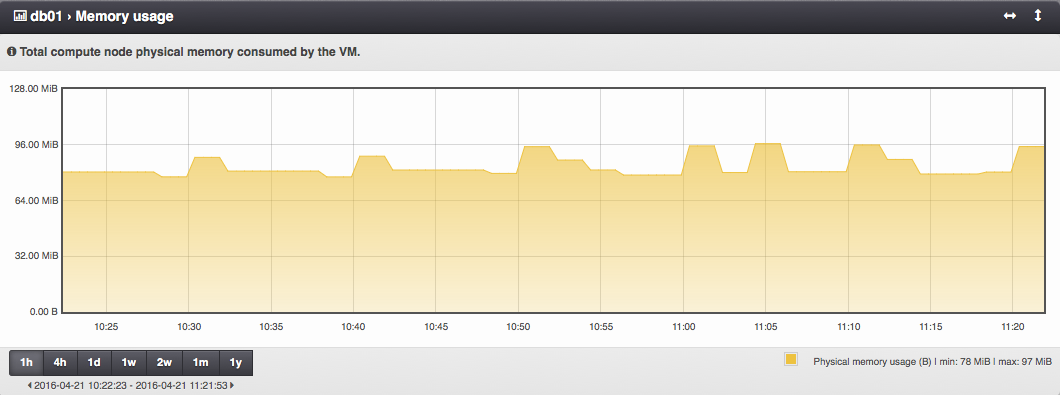 db01 › Memory usage
Total compute node physical memory consumed by the VM.
128.00 MiB
96.00 MiB
64.00 MiB
32.00 MiB
0.00 B
10:25 10:30 10:35 10:40 10:45 10:50 10:55 11:00 11:05 11:10 11:15 11:20
1h 4h 1d 1w 2w 1m 1y
Physical memory usage (B) | min: 78 MiB | max: 97 MiB
2016-04-21 10:22:23 - 2016-04-21 11:21:53